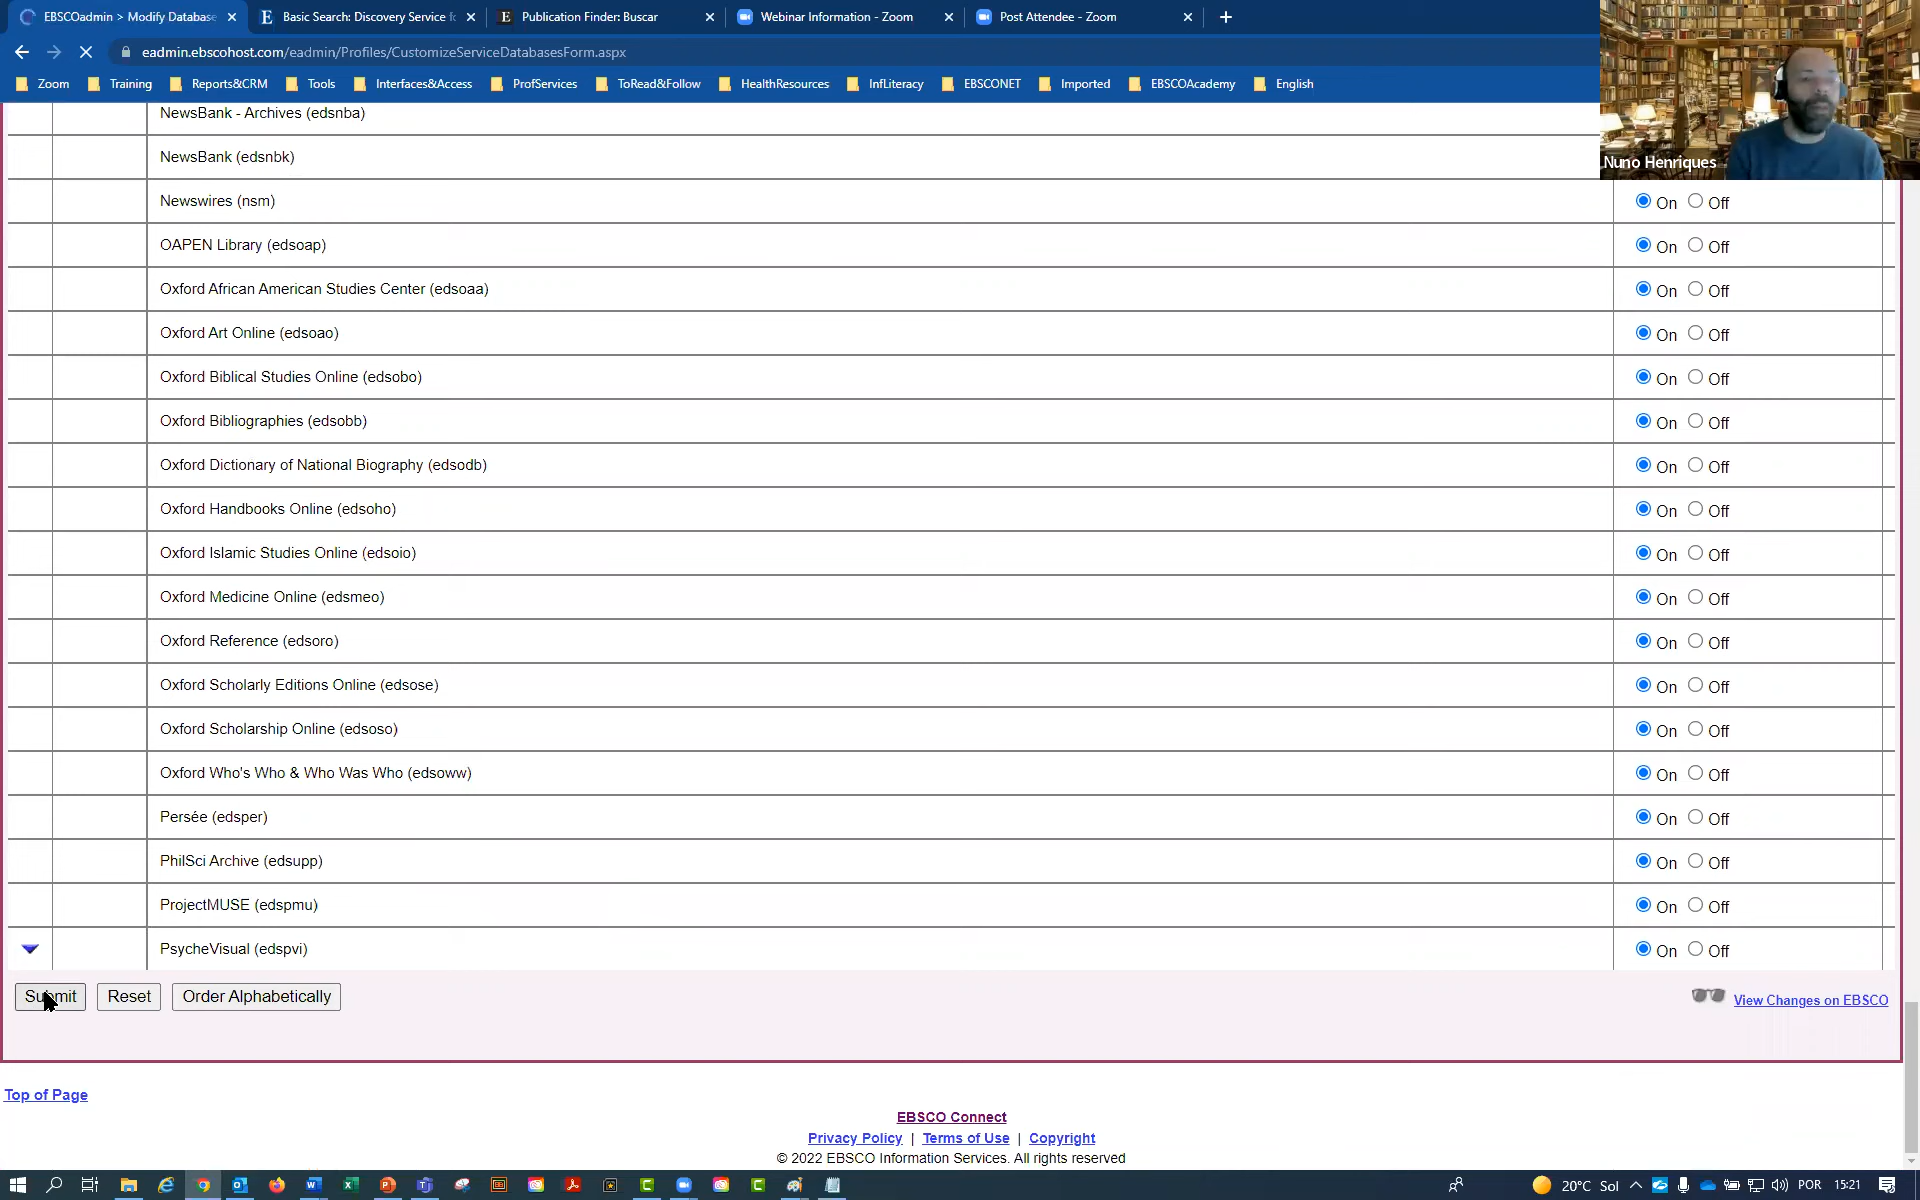 EBSCOadmin > Modify Database
Basic Search: Discovery Service fo
Publication Finder: Buscar
Webinar Information - Zoom
Post Attendee - Zoom
eadmin.ebscohost.com/eadmin/Profiles/CustomizeServiceDatabasesForm.aspx
Zoom Training Reports&CRM Tools Interfaces&Access ProfServices ToRead&Follow HealthResources InfLiteracy EBSCONET Imported EBSCOAcademy English
Nuno Henriques
NewsBank - Archives (edsnba)
NewsBank (edsnbk)
Newswires (nsm) On Off
OAPEN Library (edsoap) On Off
Oxford African American Studies Center (edsoaa) On Off
Oxford Art Online (edsoao) On Off
Oxford Biblical Studies Online (edsobo) On Off
Oxford Bibliographies (edsobb) On Off
Oxford Dictionary of National Biography (edsodb) On Off
Oxford Handbooks Online (edsoho) On Off
Oxford Islamic Studies Online (edsoio) On Off
Oxford Medicine Online (edsmeo) On Off
Oxford Reference (edsoro) On Off
Oxford Scholarly Editions Online (edsose) On Off
Oxford Scholarship Online (edsoso) On Off
Oxford Who's Who & Who Was Who (edsoww) On Off
Persée (edsper) On Off
PhilSci Archive (edsupp) On Off
ProjectMUSE (edspmu) On Off
PsycheVisual (edspvi) On Off
Submit Reset Order Alphabetically View Changes on EBSCO
Top of Page
EBSCO Connect
Privacy Policy | Terms of Use | Copyright
© 2022 EBSCO Information Services. All rights reserved
20°C Sol POR 15:21